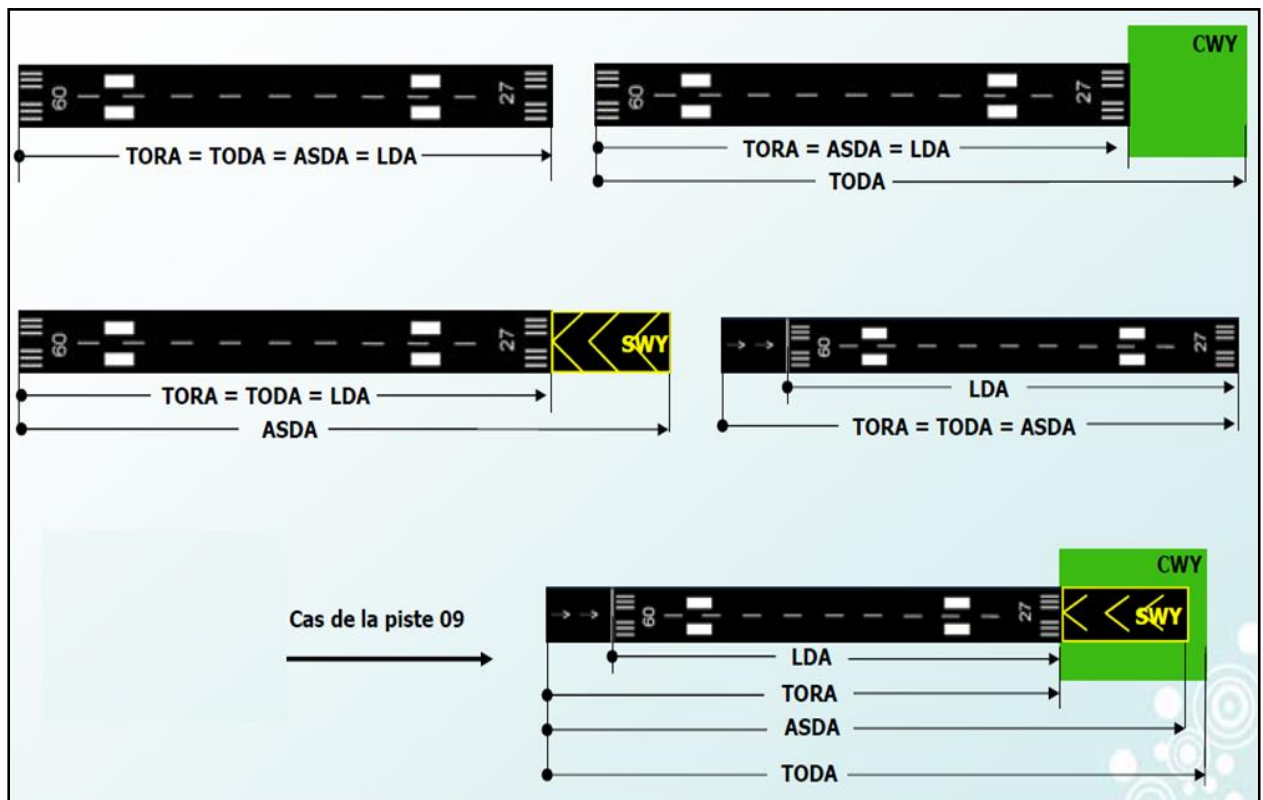 CWY
09 27
09 27
TORA = TODA = ASDA = LDA
TORA = ASDA = LDA
TODA
09 27 SWY
09 27
TORA = TODA = LDA
LDA
ASDA
TORA = TODA = ASDA
CWY
Cas de la piste 09
09 27 SWY
LDA
TORA
ASDA
TODA